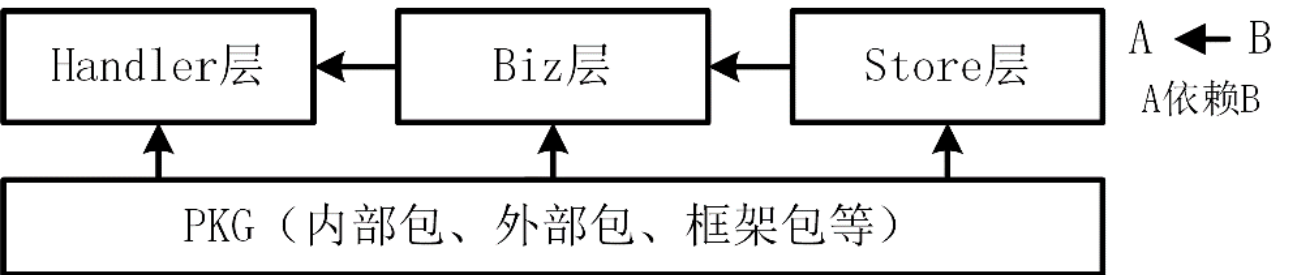 Handler层
Biz层
Store层
A ← B
A依赖B
PKG（内部包、外部包、框架包等）